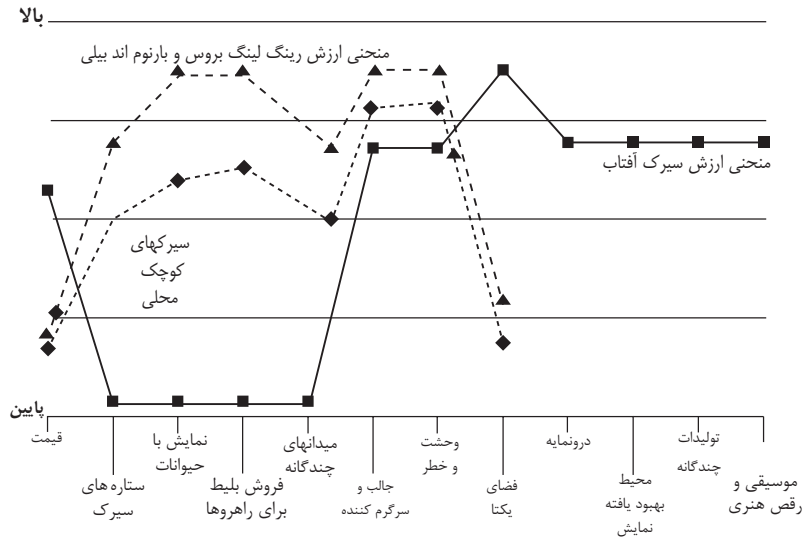 بالا
منحنی ارزش رینگ لینگ بروس و بارنوم اند بیلی
منحنی ارزش سیرک آفتاب
سیرکهای
کوچک
محلی
پایین
قیمت
ستاره های
سیرک
نمایش با
حیوانات
فروش بلیط
برای راهروها
میدانهای
چندگانه
جالب و
سرگرم کننده
وحشت
و خطر
فضای
یکتا
درونمایه
محیط
بهبود یافته
نمایش
تولیدات
چندگانه
موسیقی و
رقص هنری